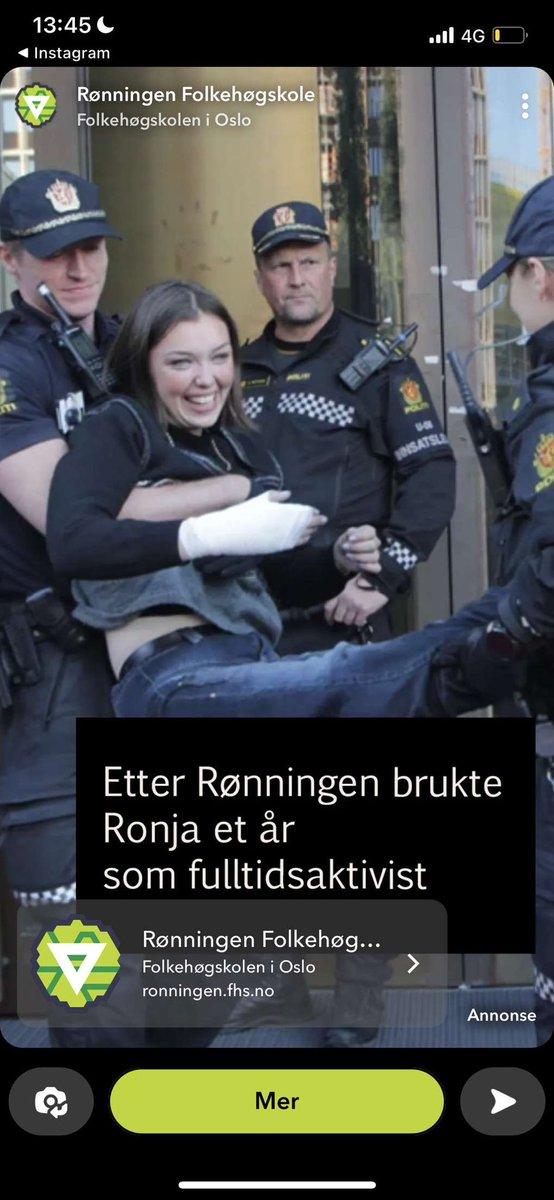 13:45
4G
◀ Instagram
Rønningen Folkehøgskole
Folkehøgskolen i Oslo
POLITI
POLITI
Etter Rønningen brukte
Ronja et år
som fulltidsaktivist
Rønningen Folkehøg...
Folkehøgskolen i Oslo
ronningen.fhs.no
Annonse
Mer